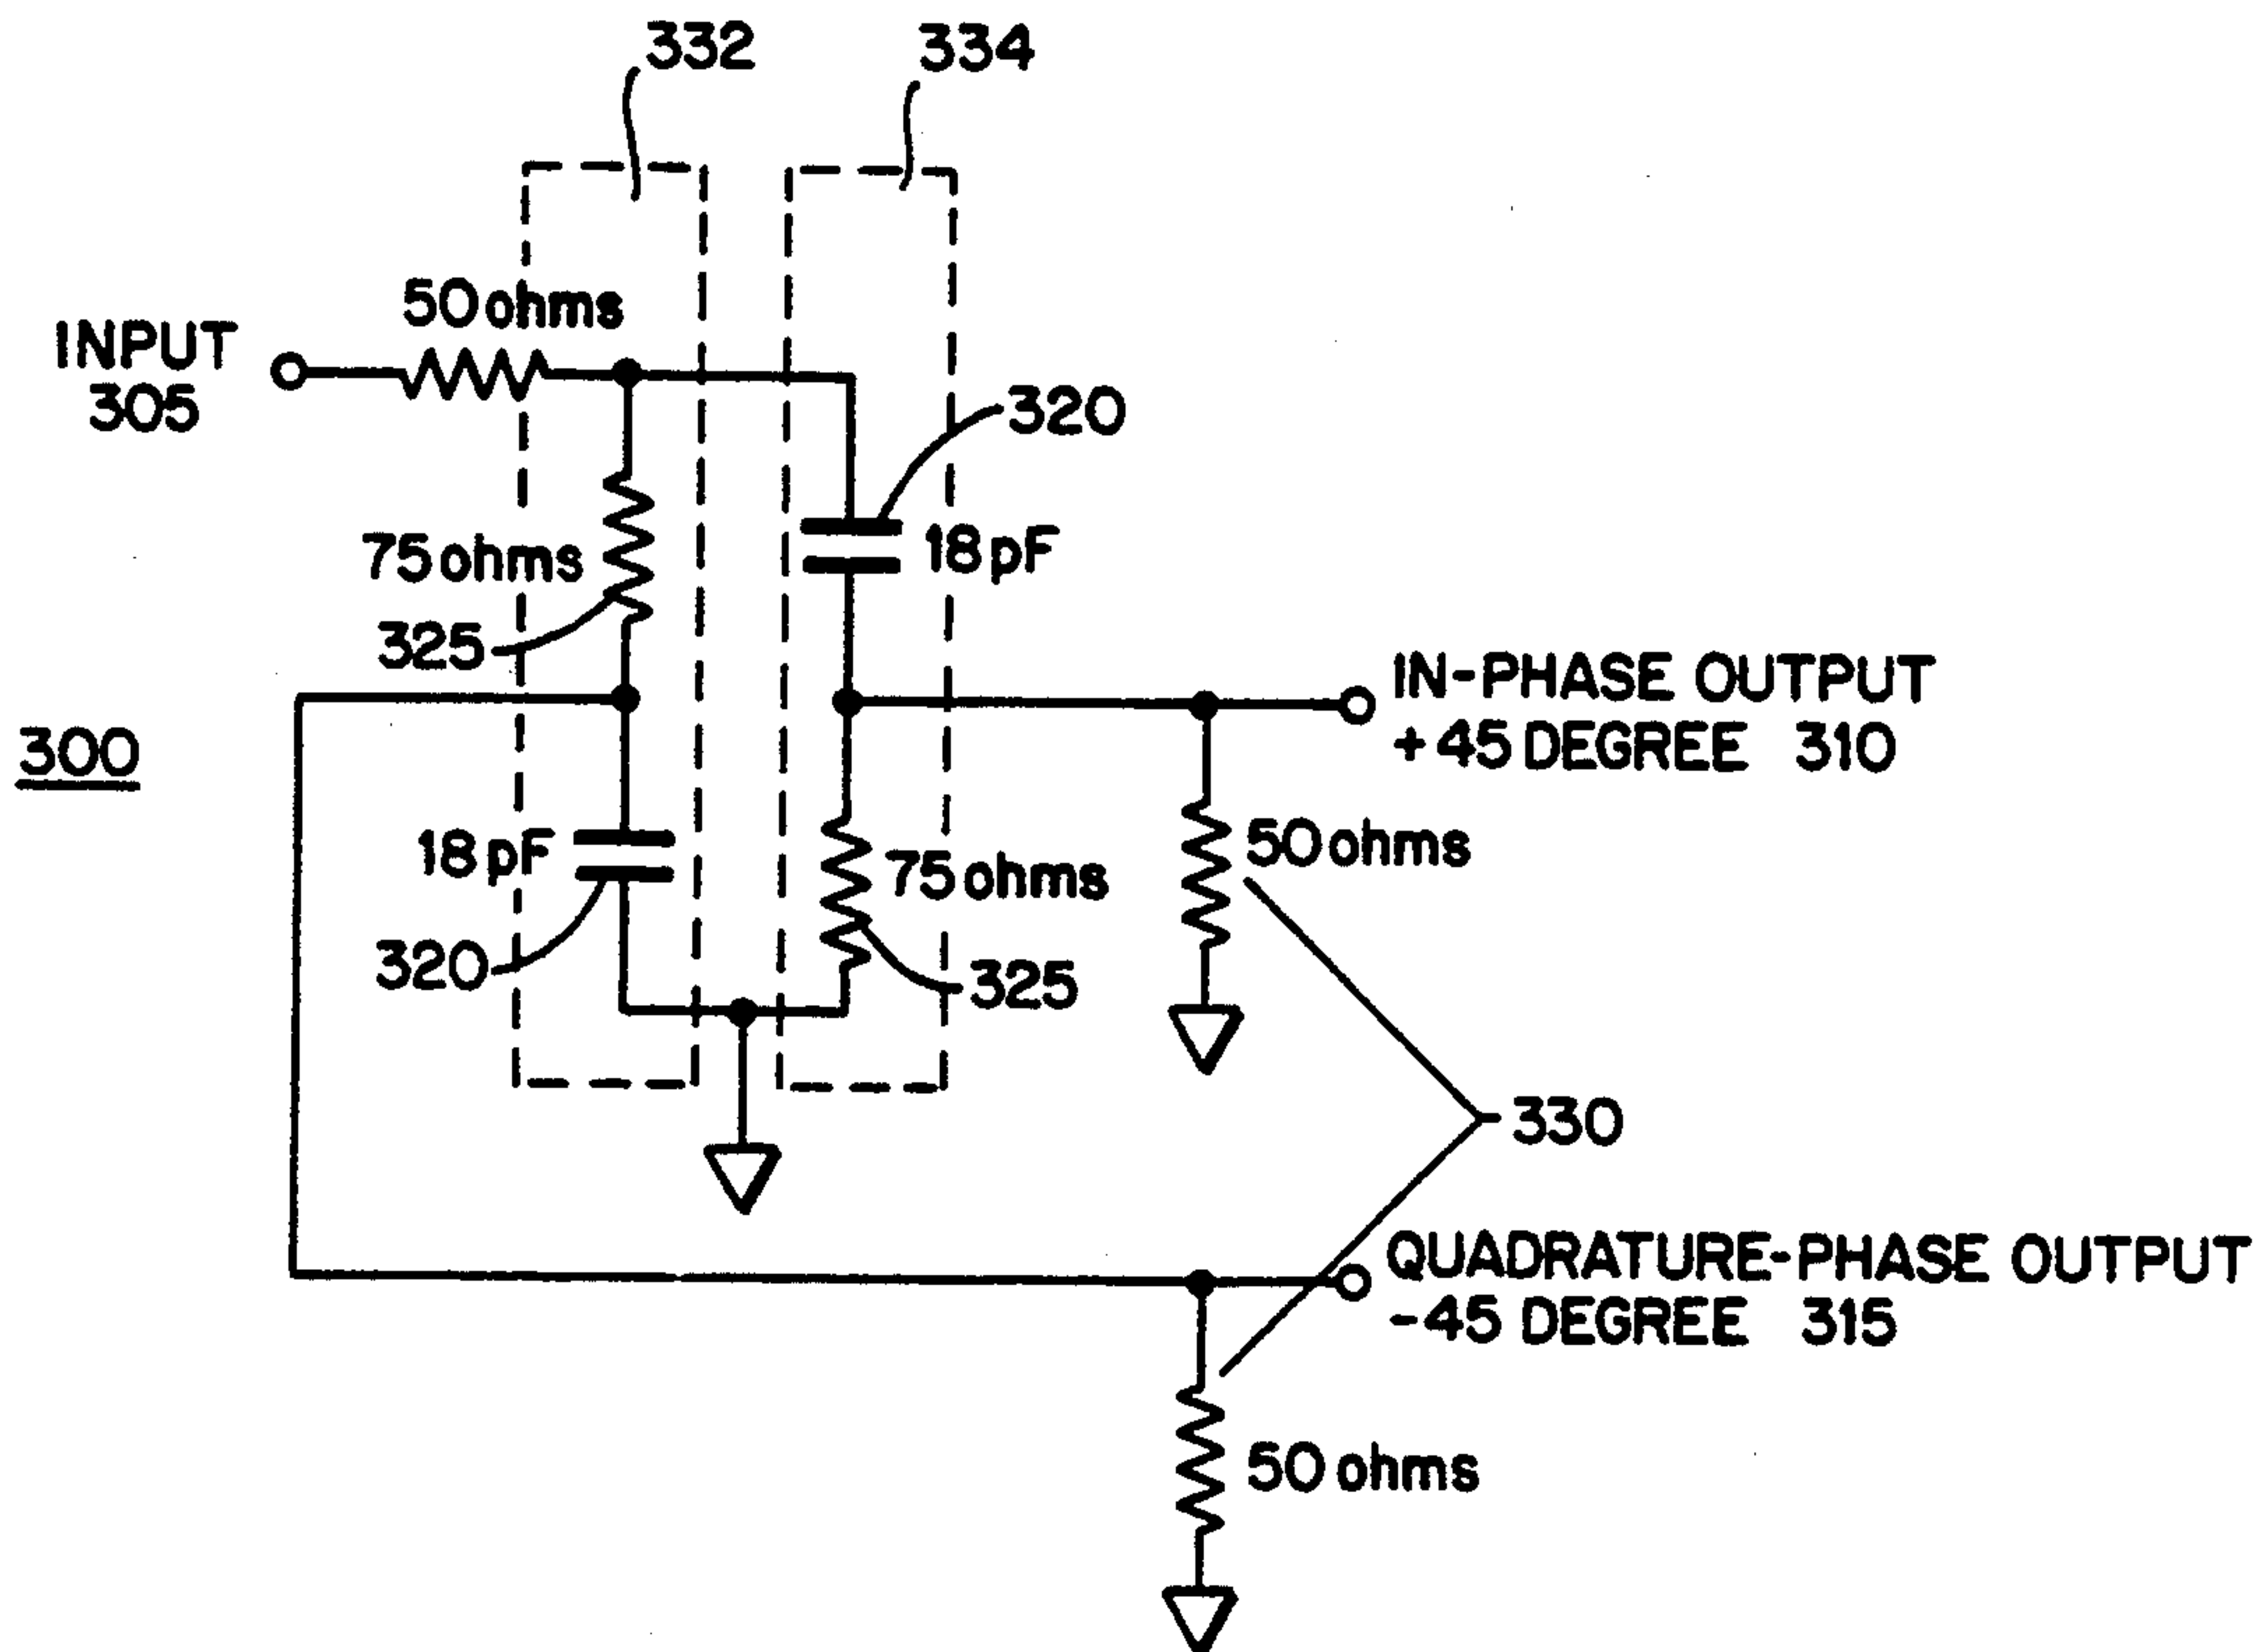 332
334
50 ohms
INPUT
305
320
75 ohms
18 pF
325
IN-PHASE OUTPUT
+45 DEGREE 310
300
50 ohms
18 pF
75 ohms
320
325
330
QUADRATURE-PHASE OUTPUT
-45 DEGREE 315
50 ohms